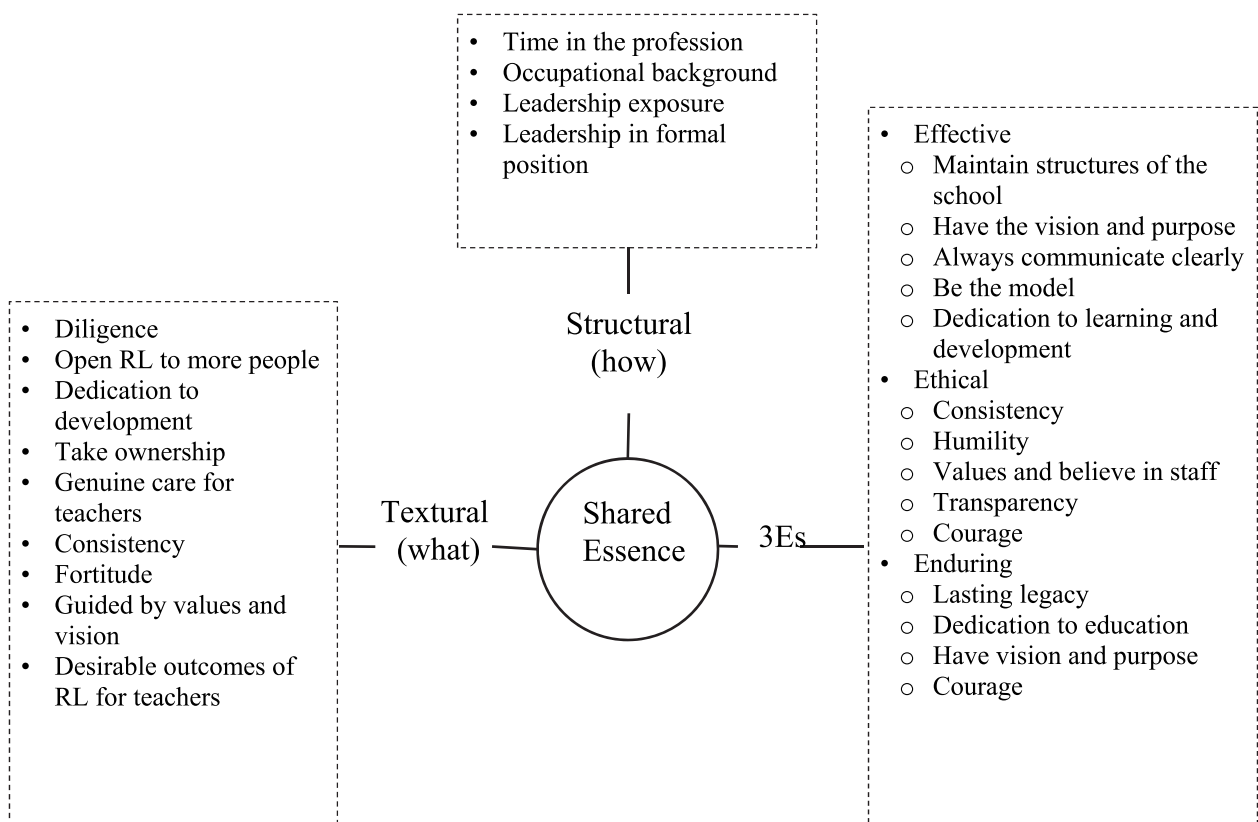 • Time in the profession
• Occupational background
• Leadership exposure
• Leadership in formal
position
• Effective
o Maintain structures of the
school
o Have the vision and purpose
o Always communicate clearly
o Be the model
o Dedication to learning and
development
• Ethical
o Consistency
o Humility
o Values and believe in staff
o Transparency
o Courage
• Enduring
o Lasting legacy
o Dedication to education
o Have vision and purpose
o Courage
Structural
(how)
• Diligence
• Open RL to more people
• Dedication to
development
• Take ownership
• Genuine care for
teachers
• Consistency
• Fortitude
• Guided by values and
vision
• Desirable outcomes of
RL for teachers
Textural
(what)
Shared
Essence
3Es